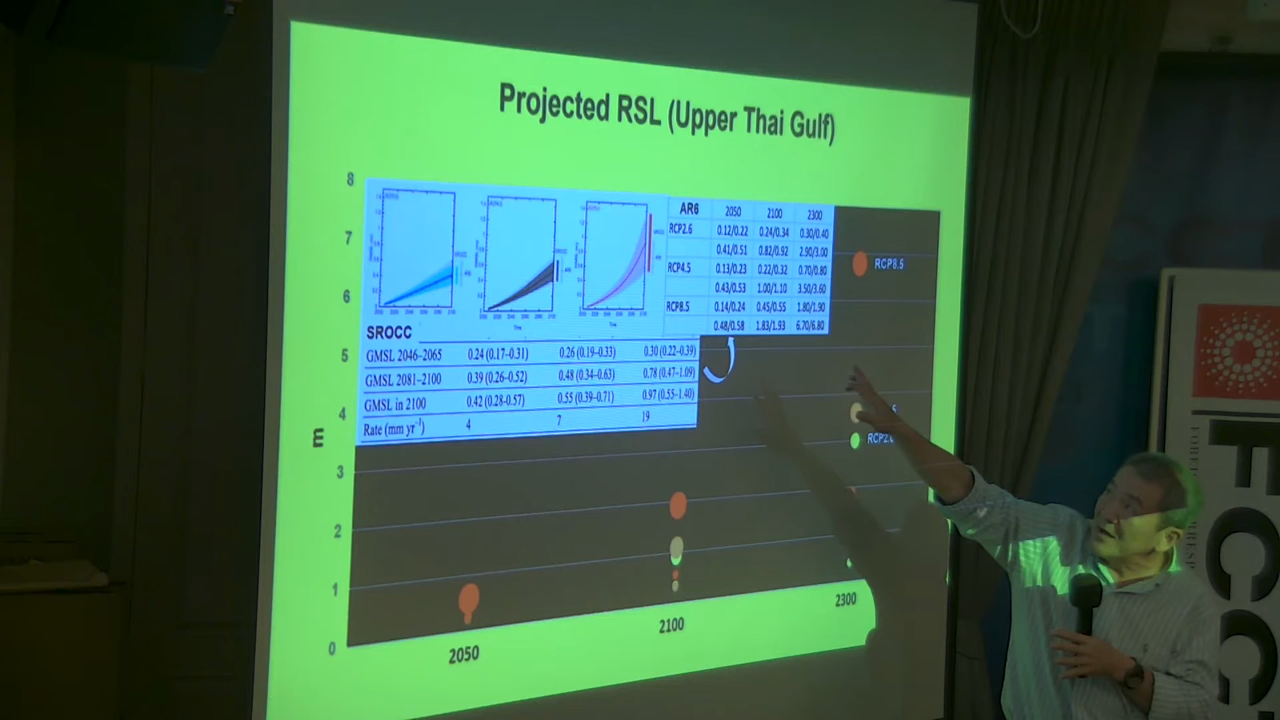 Projected RSL (Upper Thai Gulf)
8
7
6
5
4
3
2
1
0
m
SROCC
GMSL 2046–2065 0.24 (0.17–0.31) 0.26 (0.19–0.33) 0.30 (0.22–0.39)
GMSL 2081–2100 0.39 (0.26–0.52) 0.48 (0.34–0.63) 0.78 (0.47–1.09)
GMSL in 2100 0.42 (0.28–0.57) 0.55 (0.39–0.71) 0.97 (0.55–1.40)
Rate (mm yr⁻¹) 4 7 19
AR6 2050 2100 2300
RCP2.6 0.12/0.22 0.24/0.34 0.30/0.40
0.41/0.51 0.82/0.92 2.90/3.00
RCP4.5 0.13/0.23 0.22/0.32 0.70/0.80
0.43/0.53 1.00/1.10 3.50/3.60
RCP8.5 0.14/0.24 0.45/0.55 1.80/1.90
0.48/0.58 1.83/1.93 6.70/6.80
RCP8.5
2050
2100
2300
FCC